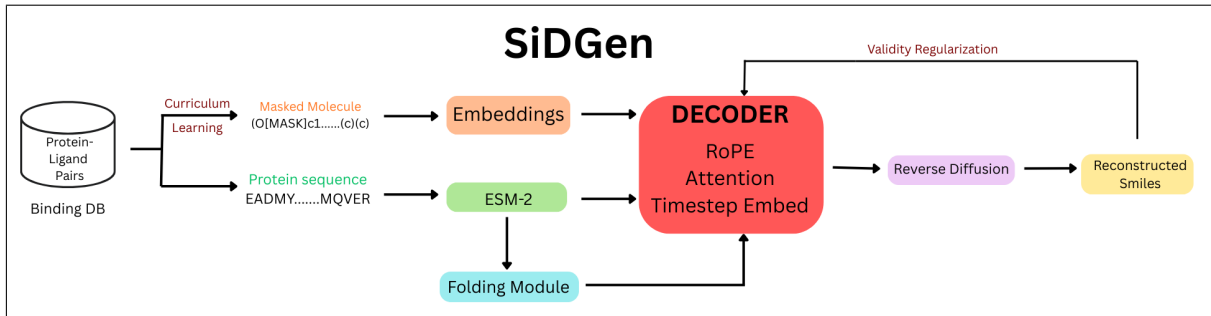 SiDGen
Validity Regularization
Curriculum
Learning
Masked Molecule
(O[MASK]c1......(c)(c)
Embeddings
DECODER
RoPE
Attention
Timestep Embed
Protein-
Ligand
Pairs
Binding DB
Protein sequence
EADMY.......MQVER
ESM-2
Folding Module
Reverse Diffusion
Reconstructed
Smiles